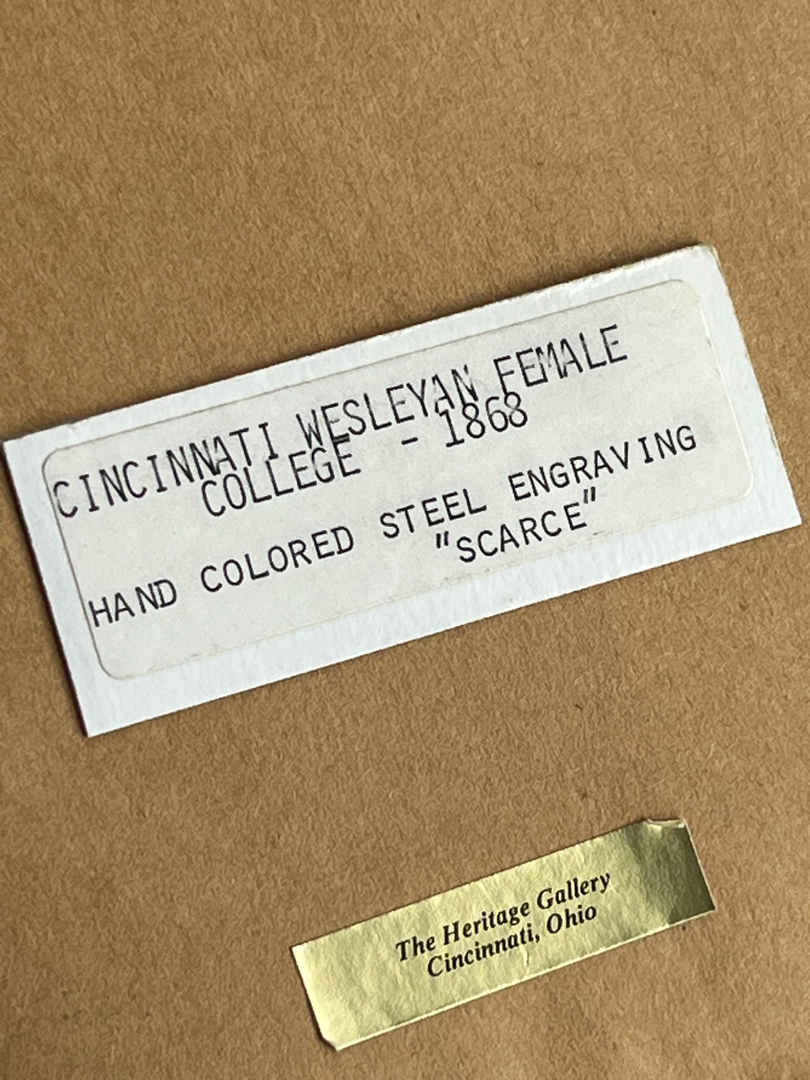 CINCINNATI WESLEYAN FEMALE
COLLEGE - 1868
HAND COLORED STEEL ENGRAVING
"SCARCE"
The Heritage Gallery
Cincinnati, Ohio